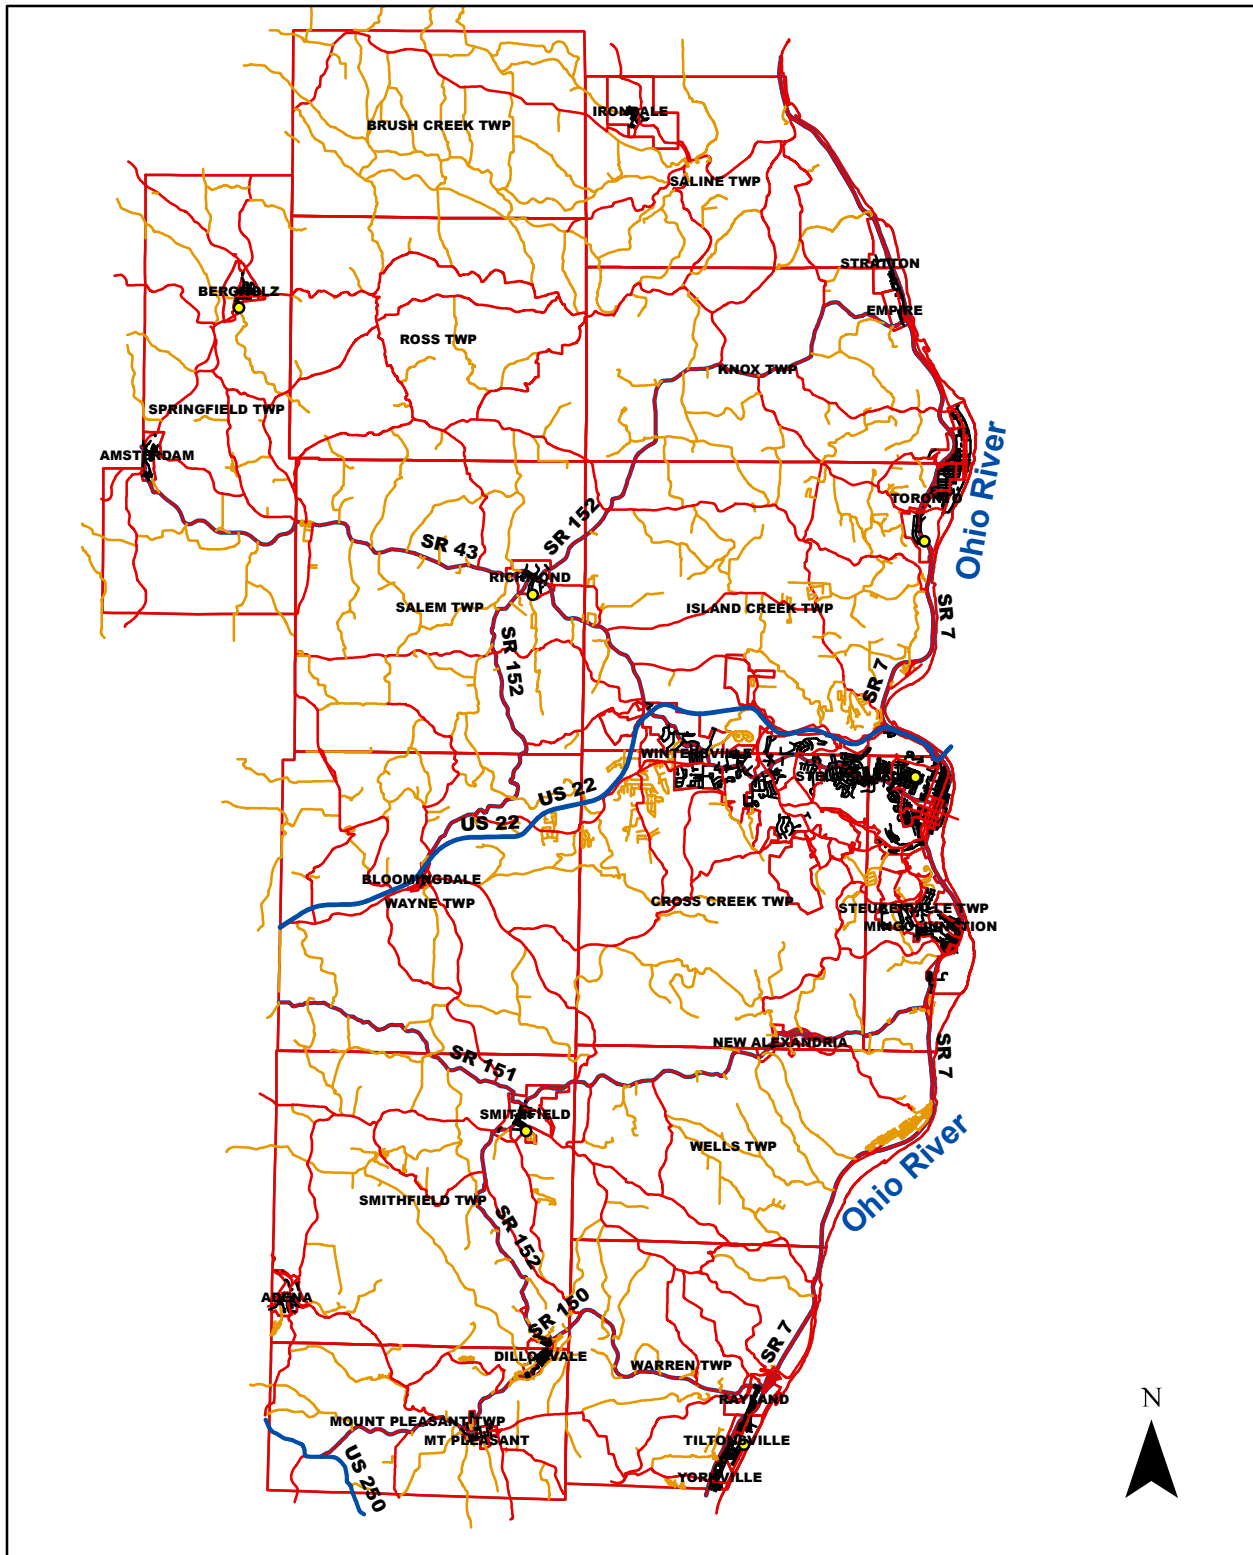 IRONDALE
BRUSH CREEK TWP
SALINE TWP
STRATTON
BERGHOLZ
EMPIRE
ROSS TWP
KNOX TWP
SPRINGFIELD TWP
AMSTERDAM
Ohio River
TORONTO
SR 152
SR 43
RICHMOND
SALEM TWP
ISLAND CREEK TWP
SR 7
SR 152
SR 7
WINTERSVILLE
US 22
US 22
BLOOMINGDALE
WAYNE TWP
CROSS CREEK TWP
STEUBENVILLE TWP
MINGO JUNCTION
NEW ALEXANDRIA
SR 7
SR 151
SMITHFIELD
WELLS TWP
Ohio River
SMITHFIELD TWP
SR 152
ADENA
SR 150
SR 7
DILLONVALE
WARREN TWP
RAYLAND
N
MOUNT PLEASANT TWP
MT PLEASANT
TILTONSVILLE
YORKVILLE
US 250